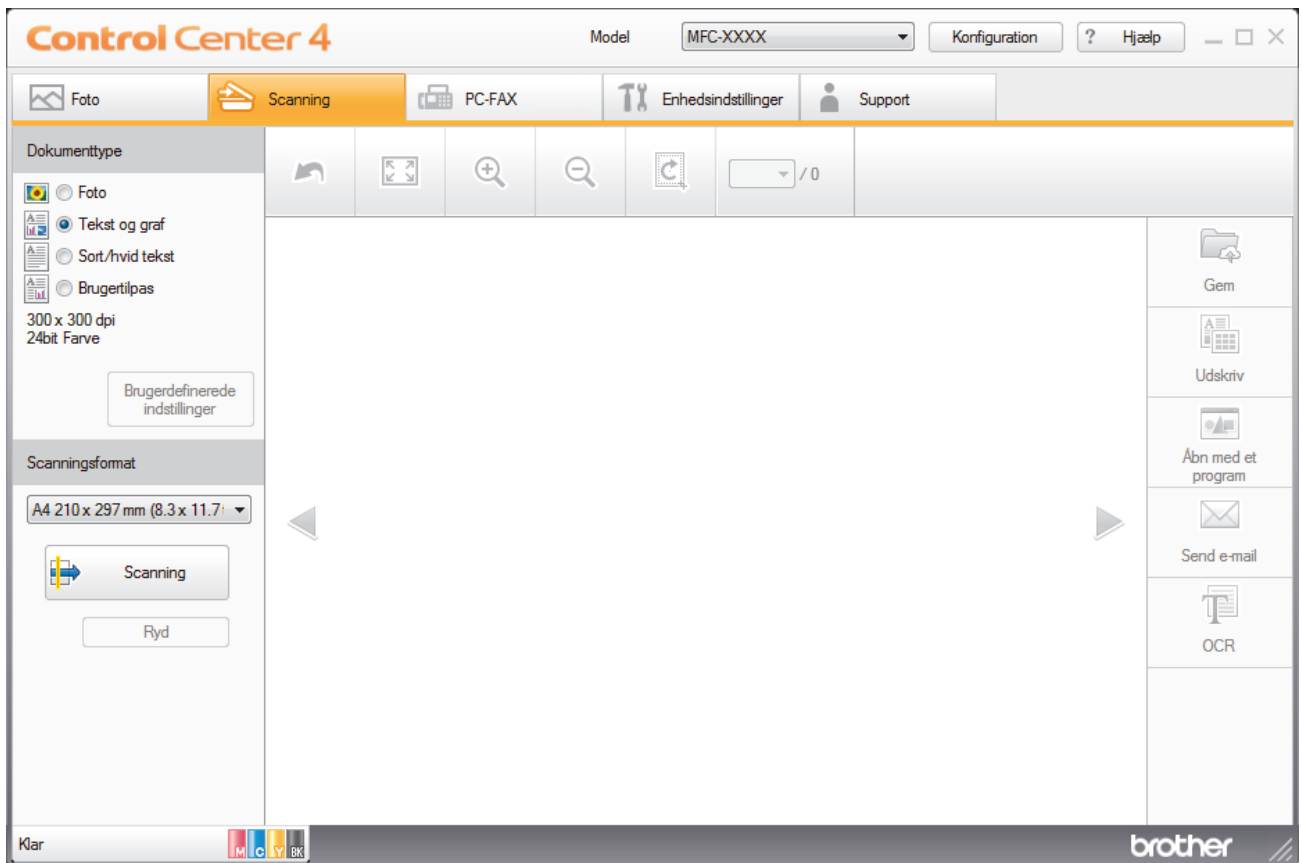 Control Center 4
Model
MFC-XXXX
Konfiguration
? Hjælp
Foto
Scanning
PC-FAX
Enhedsindstillinger
Support
Dokumenttype
/ 0
Foto
Tekst og graf
Sort/hvid tekst
Brugertilpas
300 x 300 dpi
24bit Farve
Brugerdefinerede
indstillinger
Scanningsformat
A4 210 x 297 mm (8.3 x 11.7
Scanning
Ryd
Gem
Udskriv
Åbn med et
program
Send e-mail
OCR
Klar
M C Y BK
brother